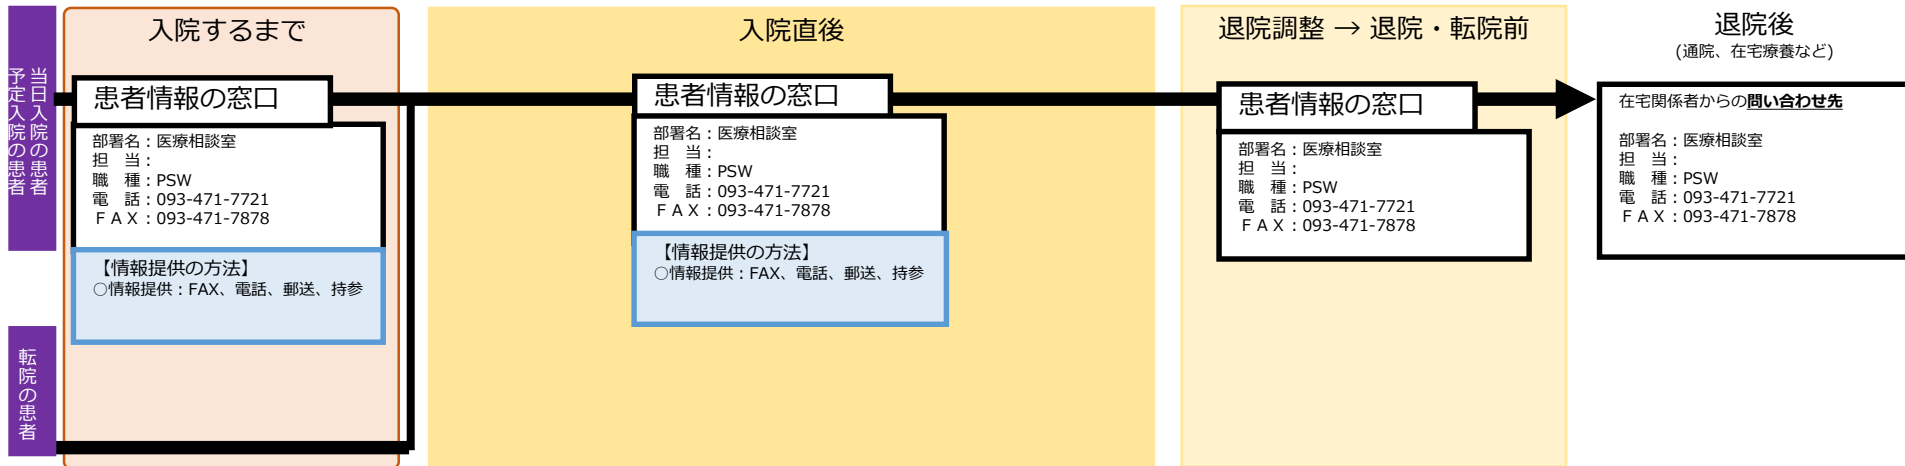 当日入院の患者
予定入院の患者
転院の患者
入院するまで
患者情報の窓口
部署名：医療相談室
担　当：
職　種：PSW
電　話：093-471-7721
ＦＡＸ：093-471-7878
【情報提供の方法】
○情報提供：FAX、電話、郵送、持参
入院直後
患者情報の窓口
部署名：医療相談室
担　当：
職　種：PSW
電　話：093-471-7721
ＦＡＸ：093-471-7878
【情報提供の方法】
○情報提供：FAX、電話、郵送、持参
退院調整 → 退院・転院前
患者情報の窓口
部署名：医療相談室
担　当：
職　種：PSW
電　話：093-471-7721
ＦＡＸ：093-471-7878
退院後
(通院、在宅療養など)
在宅関係者からの問い合わせ先
部署名：医療相談室
担　当：
職　種：PSW
電　話：093-471-7721
ＦＡＸ：093-471-7878